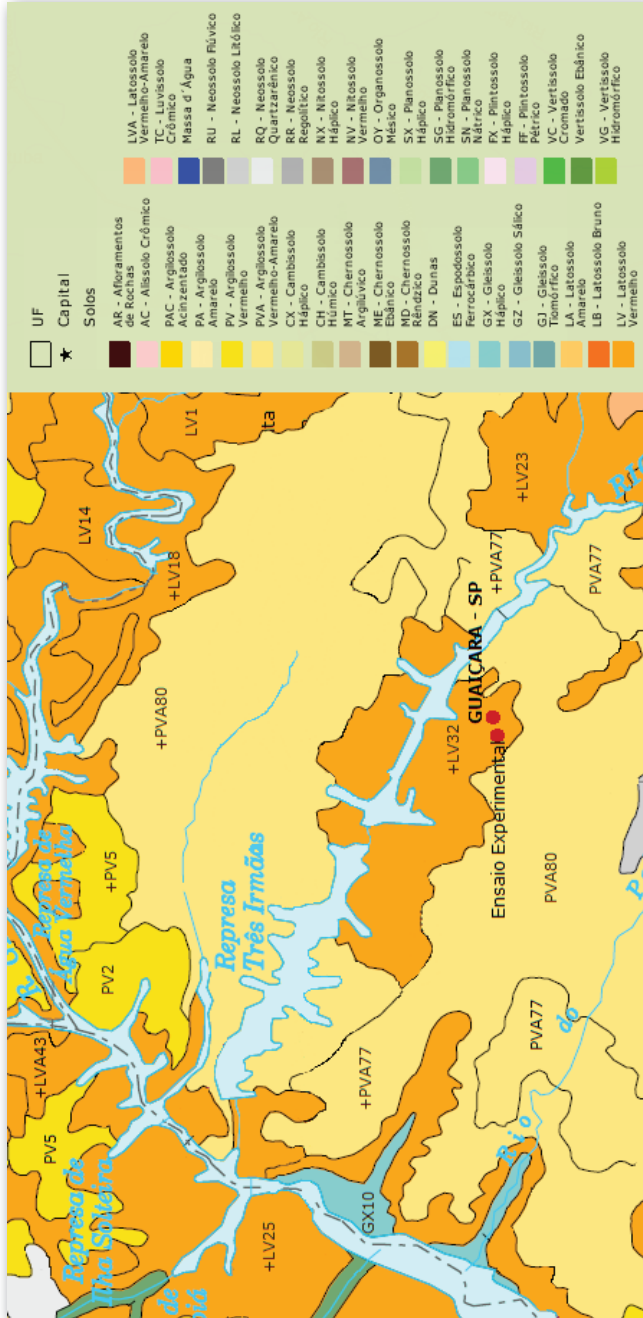 Represa de
Ilha Solteira
PV5
+LVA43
Represa de
Água Vermelha
PV2
+PV5
LV14
+LV18
LV1
+PVA80
ita
Represa
Três Irmãos
+LV25
GX10
+PVA77
+LV32
GUAIÇARA - SP
+PVA77
+LV23
Ensaio Experimental
PVA77
PVA80
PVA77
Rio
do
UF
Capital
Solos
AR - Afloramentos
de Rochas
AC - Alissolo Crômico
PAC - Argilossolo
Acinzentado
PA - Argilossolo
Amarelo
PV - Argilossolo
Vermelho
PVA - Argilossolo
Vermelho-Amarelo
CX - Cambissolo
Háplico
CH - Cambissolo
Húmico
MT - Chernossolo
Argilúvico
ME - Chernossolo
Ebânico
MD - Chernossolo
Rêndzico
DN - Dunas
ES - Espodossolo
Ferrocárbico
GX - Gleissolo
Háplico
GZ - Gleissolo Sálico
GJ - Gleissolo
Tiomórfico
LA - Latossolo
Amarelo
LB - Latossolo Bruno
LV - Latossolo
Vermelho
LVA - Latossolo
Vermelho-Amarelo
TC - Luvissolo
Crômico
Massa d'Água
RU - Neossolo Flúvico
RL - Neossolo Litólico
RQ - Neossolo
Quartzarênico
RR - Neossolo
Regolítico
NX - Nitossolo
Háplico
NV - Nitossolo
Vermelho
OY - Organossolo
Mésico
SX - Planossolo
Háplico
SG - Planossolo
Hidromórfico
SN - Planossolo
Nátrico
FX - Plintossolo
Háplico
FF - Plintossolo
Pétrico
VC - Vertissolo
Cromado
Vertissolo Ebânico
VG - Vertissolo
Hidromórfico